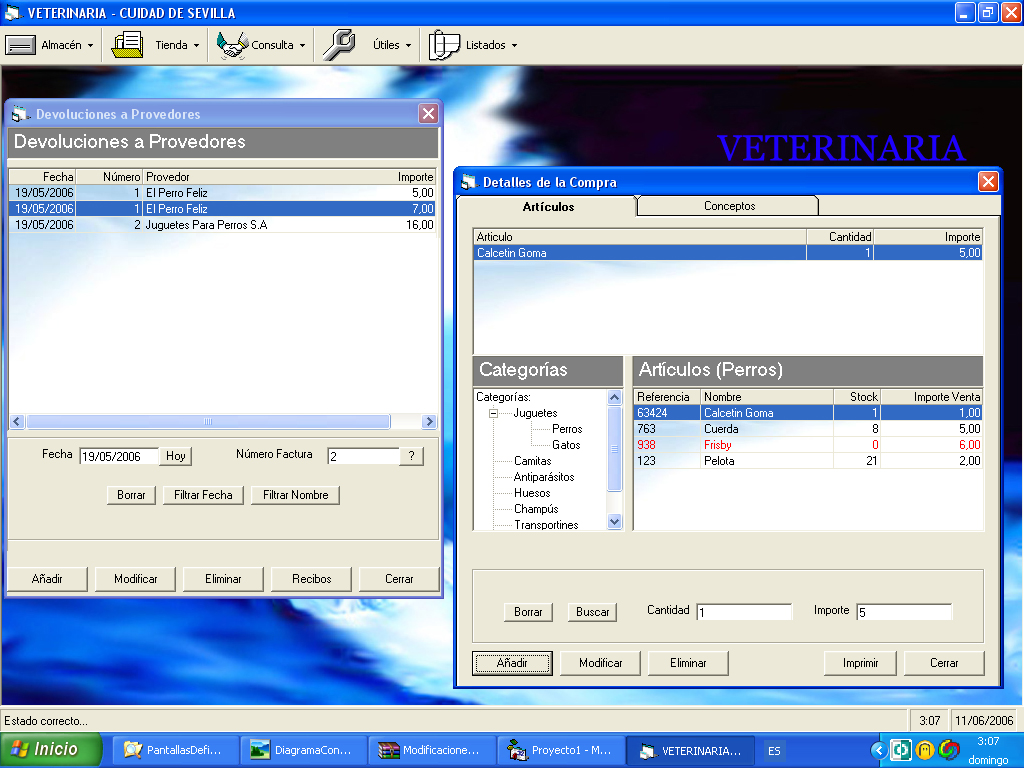 VETERINARIA - CUIDAD DE SEVILLA
Almacén Tienda Consulta Útiles Listados
VETERINARIA
Devoluciones a Provedores
Devoluciones a Provedores
Fecha Número Provedor Importe
19/05/2006 1 El Perro Feliz 5,00
19/05/2006 1 El Perro Feliz 7,00
19/05/2006 2 Juguetes Para Perros S.A 16,00
Fecha 19/05/2006 Hoy Número Factura 2 ?
Borrar Filtrar Fecha Filtrar Nombre
Añadir Modificar Eliminar Recibos Cerrar
Detalles de la Compra
Artículos Conceptos
Articulo Cantidad Importe
Calcetin Goma 1 5,00
Categorías
Categorías:
Juguetes
Perros
Gatos
Camitas
Antiparásitos
Huesos
Champús
Transportines
Artículos (Perros)
Referencia Nombre Stock Importe Venta
63424 Calcetin Goma 1 1,00
763 Cuerda 8 5,00
938 Frisby 0 6,00
123 Pelota 21 2,00
Borrar Buscar Cantidad 1 Importe 5
Añadir Modificar Eliminar Imprimir Cerrar
Estado correcto... 3:07 11/06/2006
Inicio PantallasDefi... DiagramaCon... Modificacione... Proyecto1 - M... VETERINARIA... ES 3:07
domingo